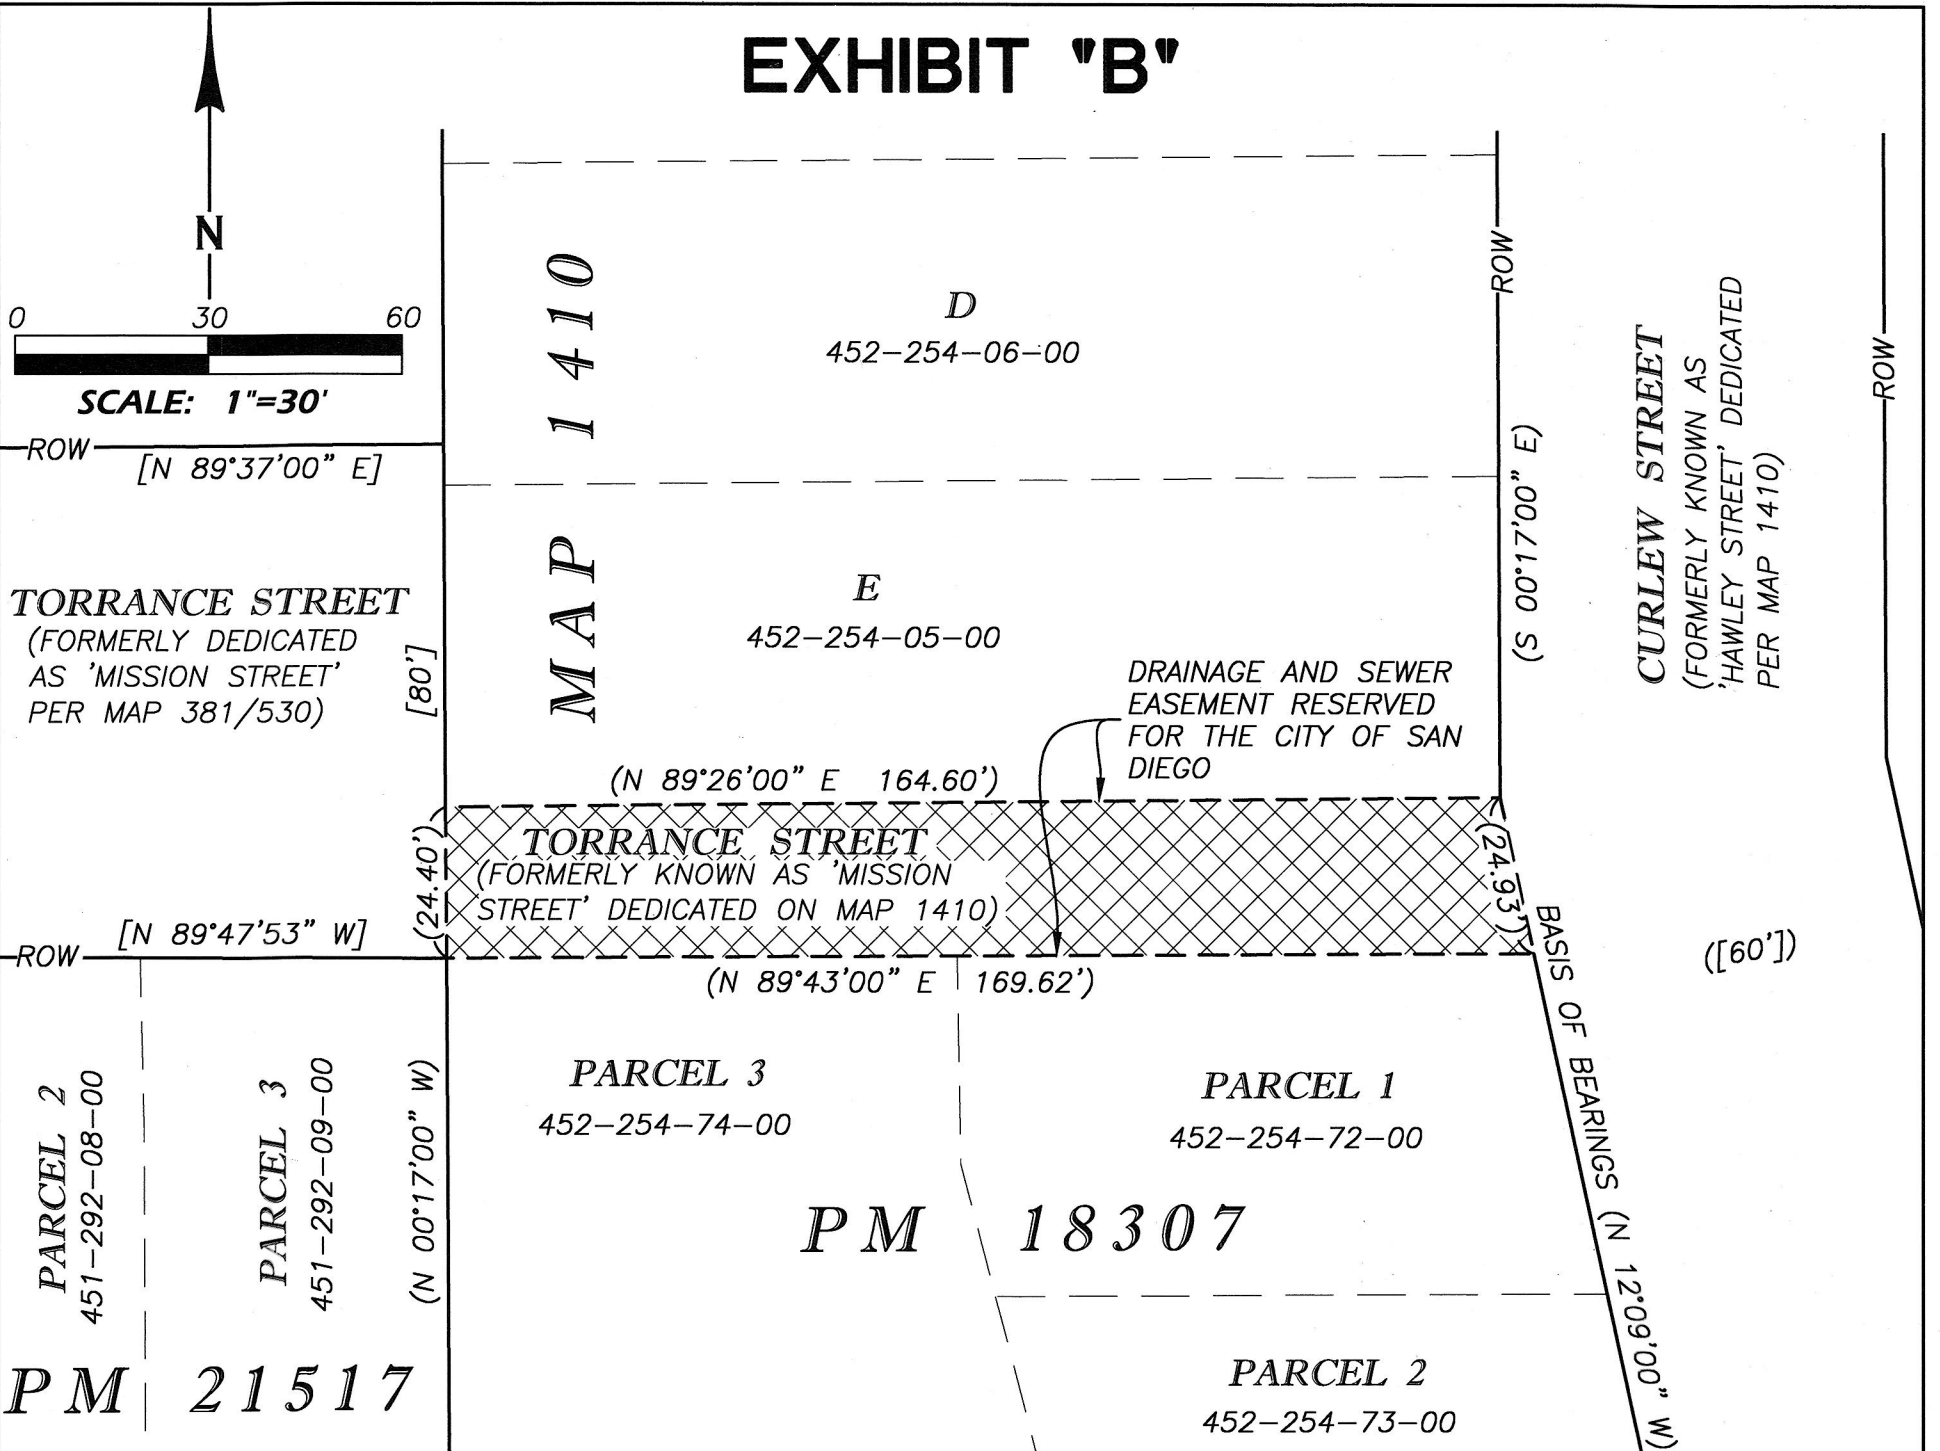 EXHIBIT "B"
N
0 30 60
SCALE: 1"=30'
ROW
[N 89°37'00" E]
TORRANCE STREET
(FORMERLY DEDICATED
AS 'MISSION STREET'
PER MAP 381/530)
[80']
MAP 1410
D
452-254-06-00
E
452-254-05-00
ROW
(S 00°17'00" E)
CURLEW STREET
(FORMERLY KNOWN AS
'HAWLEY STREET' DEDICATED
PER MAP 1410)
ROW
DRAINAGE AND SEWER
EASEMENT RESERVED
FOR THE CITY OF SAN
DIEGO
(N 89°26'00" E 164.60')
TORRANCE STREET
(FORMERLY KNOWN AS 'MISSION
STREET' DEDICATED ON MAP 1410)
(24.40')
(24.93')
ROW
[N 89°47'53" W]
(N 89°43'00" E 169.62')
BASIS OF BEARINGS (N 12°09'00" W)
([60'])
PARCEL 2
451-292-08-00
PARCEL 3
451-292-09-00
(N 00°17'00" W)
PARCEL 3
452-254-74-00
PARCEL 1
452-254-72-00
PM 18307
PM 21517
PARCEL 2
452-254-73-00